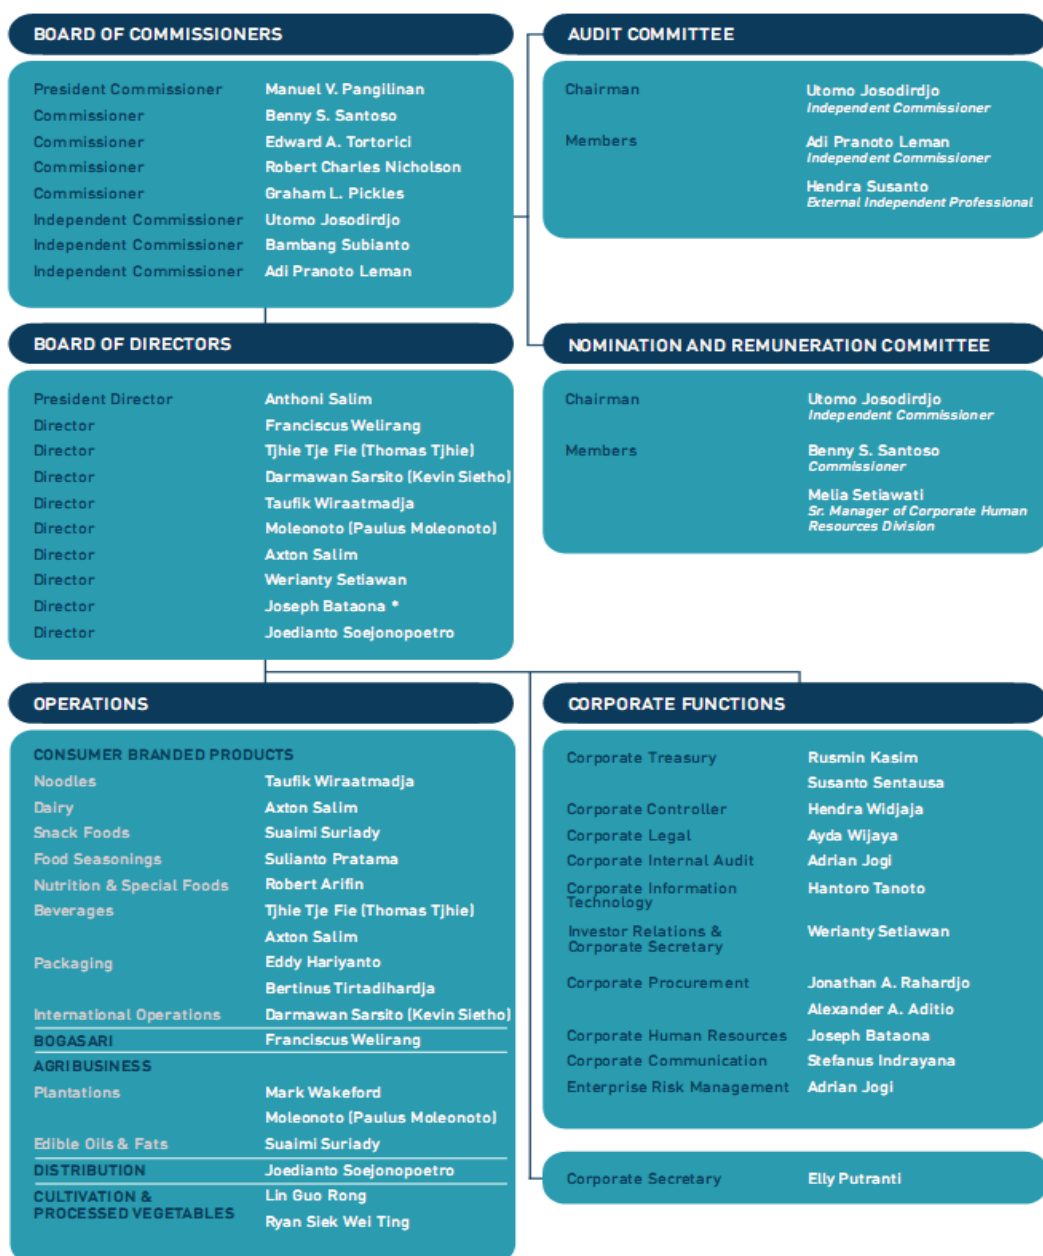 BOARD OF COMMISSIONERS
President Commissioner Manuel V. Pangilinan
Commissioner Benny S. Santoso
Commissioner Edward A. Tortorici
Commissioner Robert Charles Nicholson
Commissioner Graham L. Pickles
Independent Commissioner Utomo Josodirdjo
Independent Commissioner Bambang Subianto
Independent Commissioner Adi Pranoto Leman
AUDIT COMMITTEE
Chairman Utomo Josodirdjo
Independent Commissioner
Members Adi Pranoto Leman
Independent Commissioner
Hendra Susanto
External Independent Professional
BOARD OF DIRECTORS
President Director Anthoni Salim
Director Franciscus Welirang
Director Tjhie Tje Fie (Thomas Tjhie)
Director Darmawan Sarsito (Kevin Sietho)
Director Taufik Wiraatmadja
Director Moleonoto (Paulus Moleonoto)
Director Axton Salim
Director Werianty Setiawan
Director Joseph Bataona *
Director Joedianto Soejonopoetro
NOMINATION AND REMUNERATION COMMITTEE
Chairman Utomo Josodirdjo
Independent Commissioner
Members Benny S. Santoso
Commissioner
Melia Setiawati
Sr. Manager of Corporate Human
Resources Division
OPERATIONS
CONSUMER BRANDED PRODUCTS
Noodles Taufik Wiraatmadja
Dairy Axton Salim
Snack Foods Suaimi Suriady
Food Seasonings Sulianto Pratama
Nutrition & Special Foods Robert Arifin
Beverages Tjhie Tje Fie (Thomas Tjhie)
Axton Salim
Packaging Eddy Hariyanto
Bertinus Tirtadihardja
International Operations Darmawan Sarsito (Kevin Sietho)
BOGASARI Franciscus Welirang
AGRIBUSINESS
Plantations Mark Wakeford
Moleonoto (Paulus Moleonoto)
Edible Oils & Fats Suaimi Suriady
DISTRIBUTION Joedianto Soejonopoetro
CULTIVATION & Lin Guo Rong
PROCESSED VEGETABLES Ryan Siek Wei Ting
CORPORATE FUNCTIONS
Corporate Treasury Rusmin Kasim
Susanto Sentausa
Corporate Controller Hendra Widjaja
Corporate Legal Ayda Wijaya
Corporate Internal Audit Adrian Jogi
Corporate Information Hantoro Tanoto
Technology
Investor Relations & Werianty Setiawan
Corporate Secretary
Corporate Procurement Jonathan A. Rahardjo
Alexander A. Aditio
Corporate Human Resources Joseph Bataona
Corporate Communication Stefanus Indrayana
Enterprise Risk Management Adrian Jogi
Corporate Secretary Elly Putranti